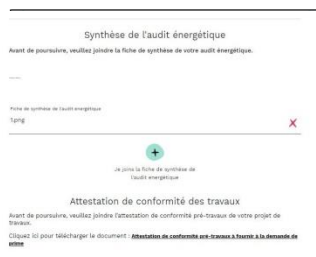 Synthèse de l'audit énergétique
Avant de poursuivre, veuillez joindre la fiche de synthèse de votre audit énergétique.
Fiche de synthèse de l'audit énergétique
1.png
Je joins la fiche de synthèse de
l'audit energétique
Attestation de conformité des travaux
Avant de poursuivre, veuillez joindre l'attestation de conformité pré-travaux de votre projet de
travaux.
Cliquez ici pour télécharger le document : Attestation de conformité pré-travaux à fournir à la demande de
prime